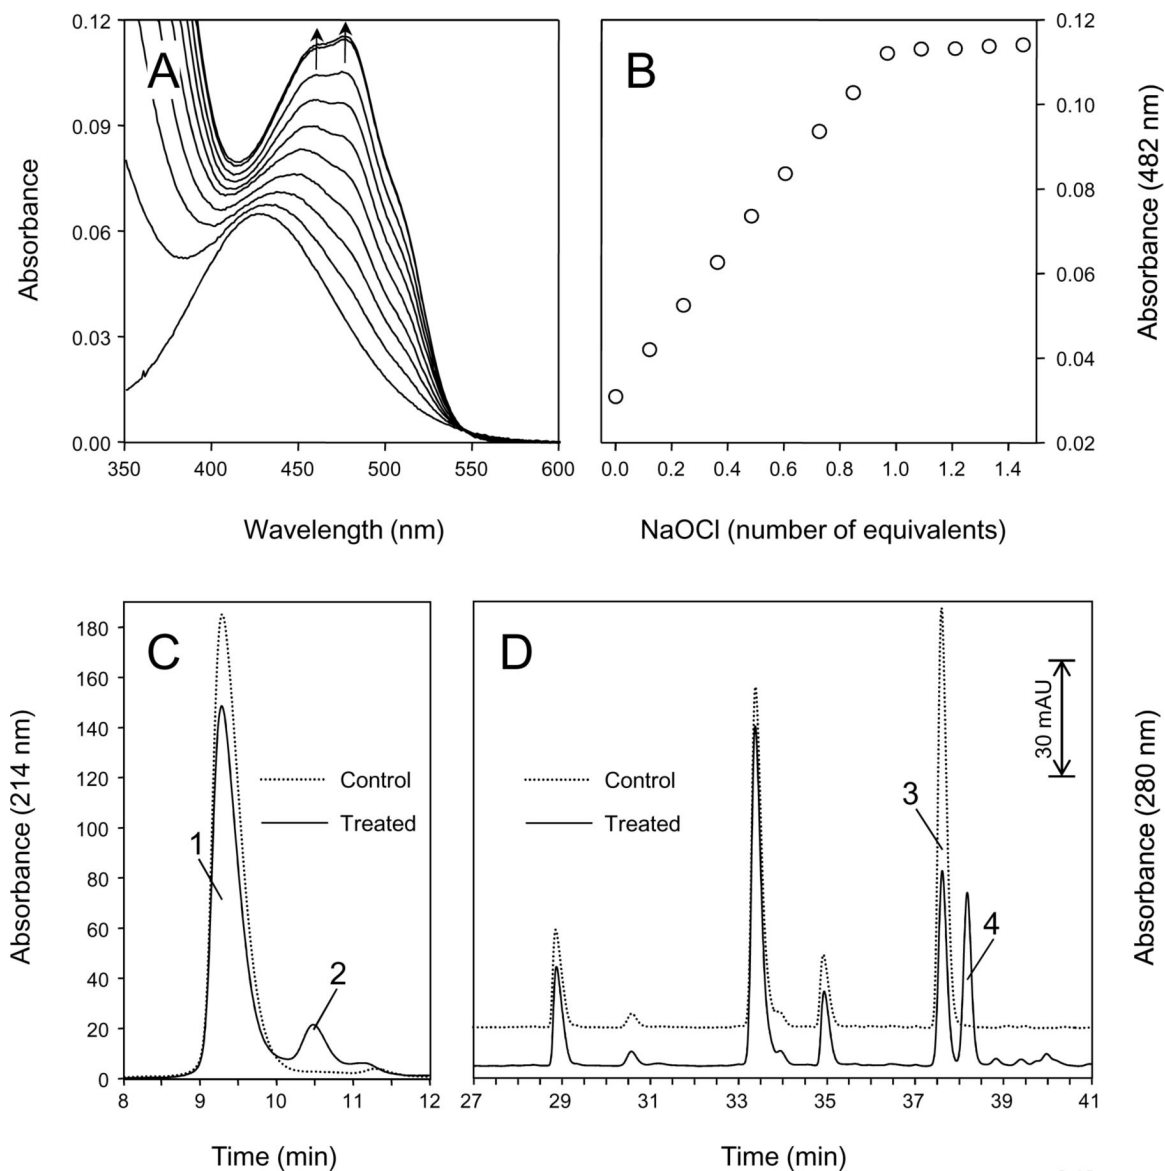 A
B
0.12
0.09
0.06
0.03
0.00
Absorbance
350 400 450 500 550 600
Wavelength (nm)
0.12
0.10
0.08
0.06
0.04
0.02
Absorbance (482 nm)
0.0 0.2 0.4 0.6 0.8 1.0 1.2 1.4
NaOCl (number of equivalents)
C
180
160
140
120
100
80
60
40
20
0
Absorbance (214 nm)
Control
Treated
1
2
8 9 10 11 12
Time (min)
D
30 mAU
Control
Treated
3
4
Absorbance (280 nm)
27 29 31 33 35 37 39 41
Time (min)